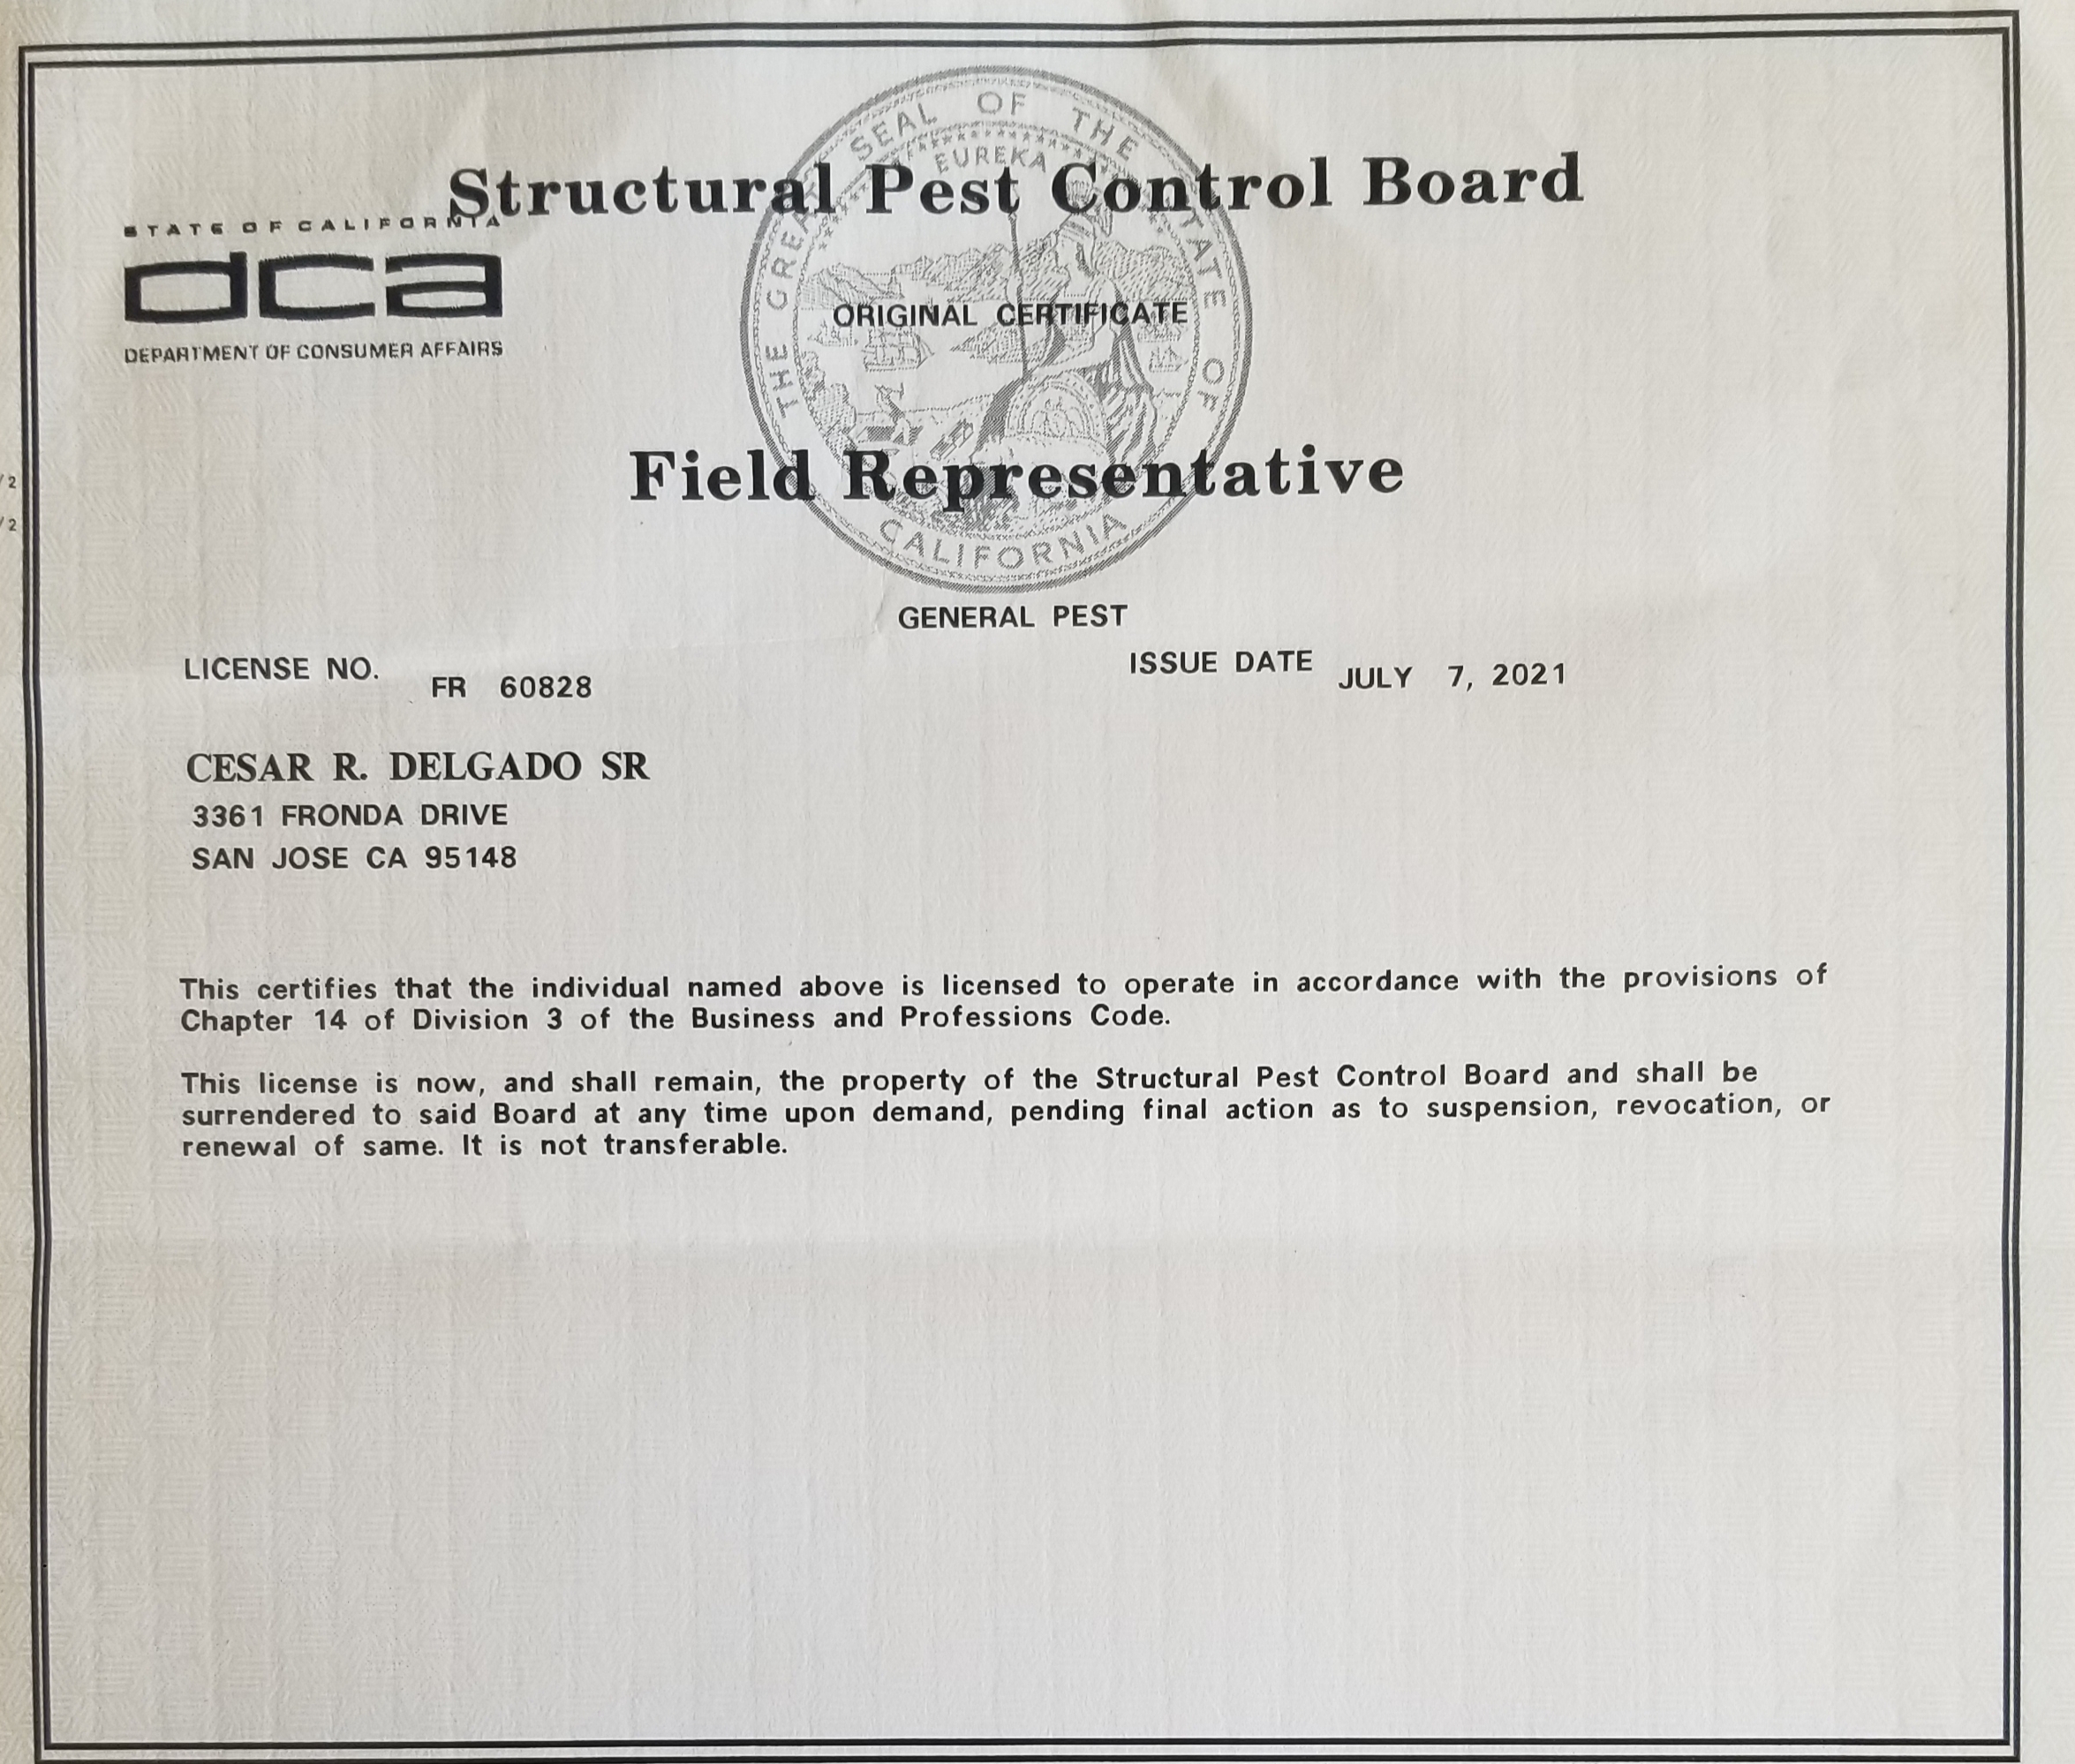 THE GREAT SEAL OF THE STATE OF CALIFORNIA
EUREKA
Structural Pest Control Board
STATE OF CALIFORNIA
dca
DEPARTMENT OF CONSUMER AFFAIRS
ORIGINAL CERTIFICATE
Field Representative
/2
/2
GENERAL PEST
LICENSE NO. FR 60828
ISSUE DATE JULY 7, 2021
CESAR R. DELGADO SR
3361 FRONDA DRIVE
SAN JOSE CA 95148
This certifies that the individual named above is licensed to operate in accordance with the provisions of
Chapter 14 of Division 3 of the Business and Professions Code.
This license is now, and shall remain, the property of the Structural Pest Control Board and shall be
surrendered to said Board at any time upon demand, pending final action as to suspension, revocation, or
renewal of same. It is not transferable.